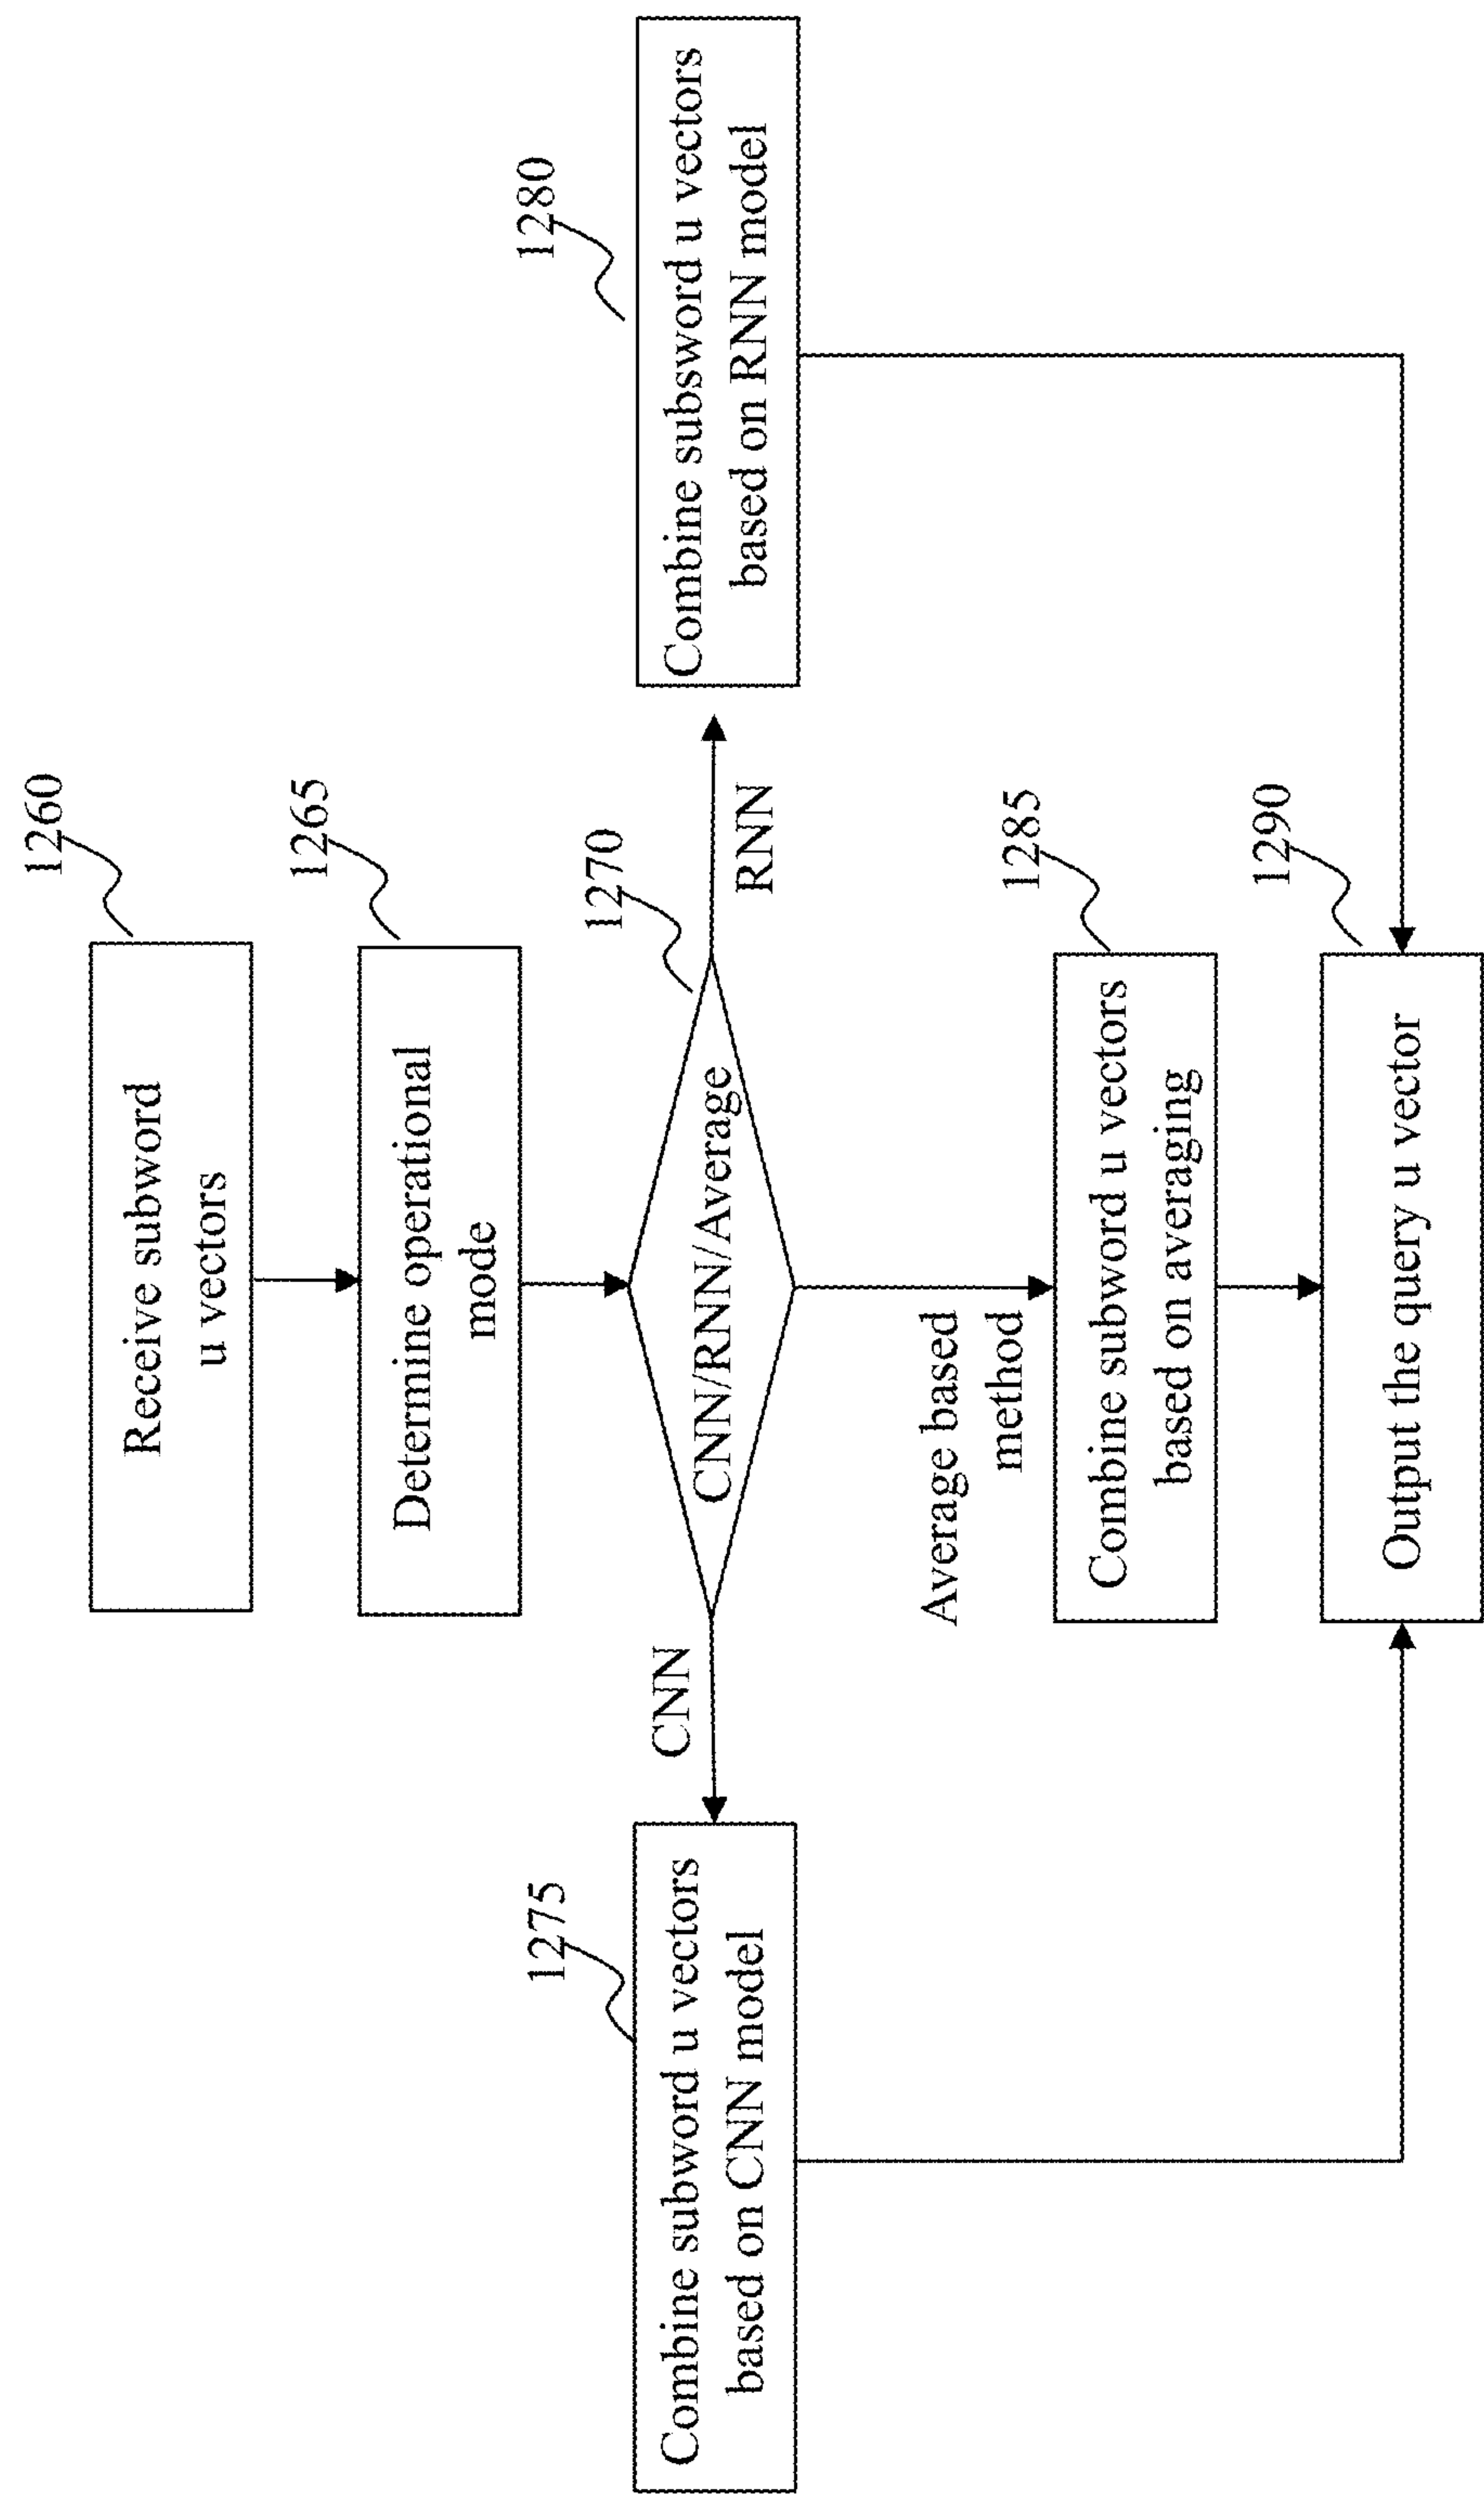 1260
Receive subword
u vectors
1265
Determine operational
mode
1270
CNN/RNN/Average
CNN
RNN
1275
Combine subword u vectors
based on CNN model
1280
Combine subsword u vectors
based on RNN model
Average based
method
1285
Combine subword u vectors
based on averaging
1290
Output the query u vector